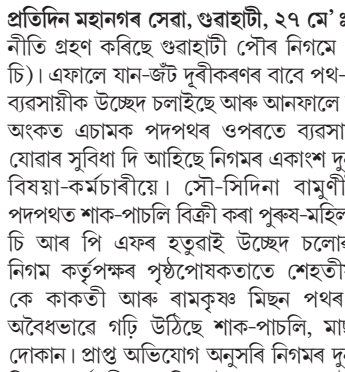 প্ৰতিদিন মহানগৰ সেৱা, গুৱাহাটী, ২৭ মে’
নীতি গ্ৰহণ কৰিছে গুৱাহাটী পৌৰ নিগমে
চি)। এফালে যান-জঁট দূৰীকৰণৰ বাবে পথ-
ব্যৱসায়ীক উচ্ছেদ চলাইছে আৰু আনফালে
অংকত এচামক পদপথৰ ওপৰতে ব্যৱসা
যোৱাৰ সুবিধা দি আহিছে নিগমৰ একাংশ
বিষয়া-কৰ্মচাৰীয়ে। সৌ-সিদিনা বামুণী
পদপথত শাক-পাচলি বিক্ৰী কৰা পুৰুষ-মহিল
চি আৰ পি এফৰ হতুৱাই উচ্ছেদ চলোৱ
নিগম কৰ্তৃপক্ষৰ পৃষ্ঠপোষকতাতে শেহতীয়
কে কাকতী আৰু ৰামকৃষ্ণ মিছন পথৰ
অবৈধভাৱে গঢ়ি উঠিছে শাক-পাচলি, মাছ
দোকান। প্ৰাপ্ত অভিযোগ অনুসৰি নিগমৰ